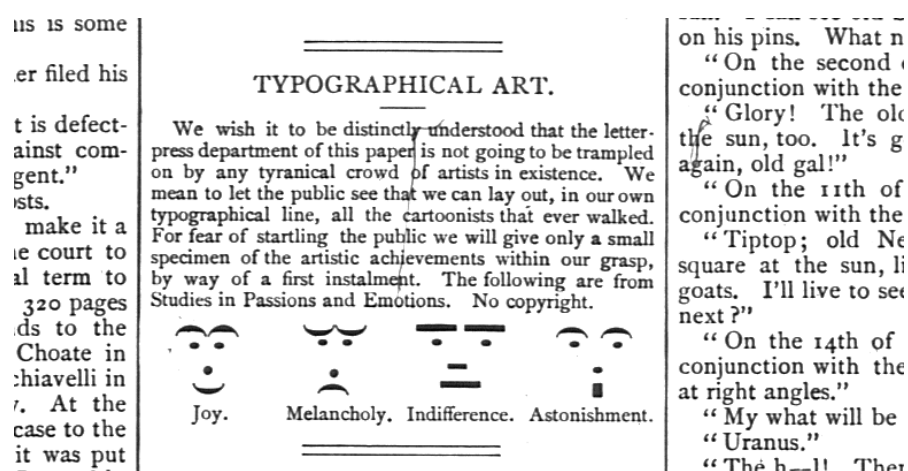 his is some
er filed his
t is defect-
ainst com-
gent."
osts.
make it a
e court to
al term to
320 pages
ds to the
Choate in
chiavelli in
y. At the
case to the
it was put
TYPOGRAPHICAL ART.
We wish it to be distinctly understood that the letter-
press department of this paper is not going to be trampled
on by any tyranical crowd of artists in existence. We
mean to let the public see that we can lay out, in our own
typographical line, all the cartoonists that ever walked.
For fear of startling the public we will give only a small
specimen of the artistic achievements within our grasp,
by way of a first instalment. The following are from
Studies in Passions and Emotions. No copyright.
Joy. Melancholy. Indifference. Astonishment.
on his pins. What n
"On the second
conjunction with the
"Glory! The old
the sun, too. It's g
again, old gal!"
"On the 11th of
conjunction with the
"Tiptop; old Ne
square at the sun, li
goats. I'll live to see
next?"
"On the 14th of
conjunction with the
at right angles."
"My what will be
"Uranus."
"The h—l! Ther